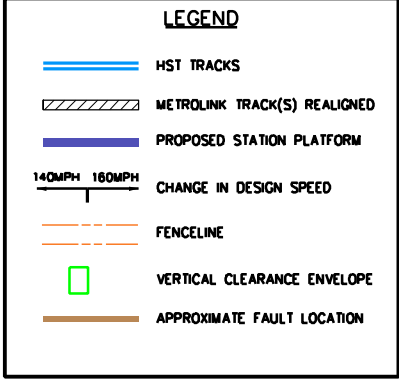 LEGEND
HST TRACKS
METROLINK TRACK(S) REALIGNED
PROPOSED STATION PLATFORM
140MPH 160MPH
CHANGE IN DESIGN SPEED
FENCELINE
VERTICAL CLEARANCE ENVELOPE
APPROXIMATE FAULT LOCATION